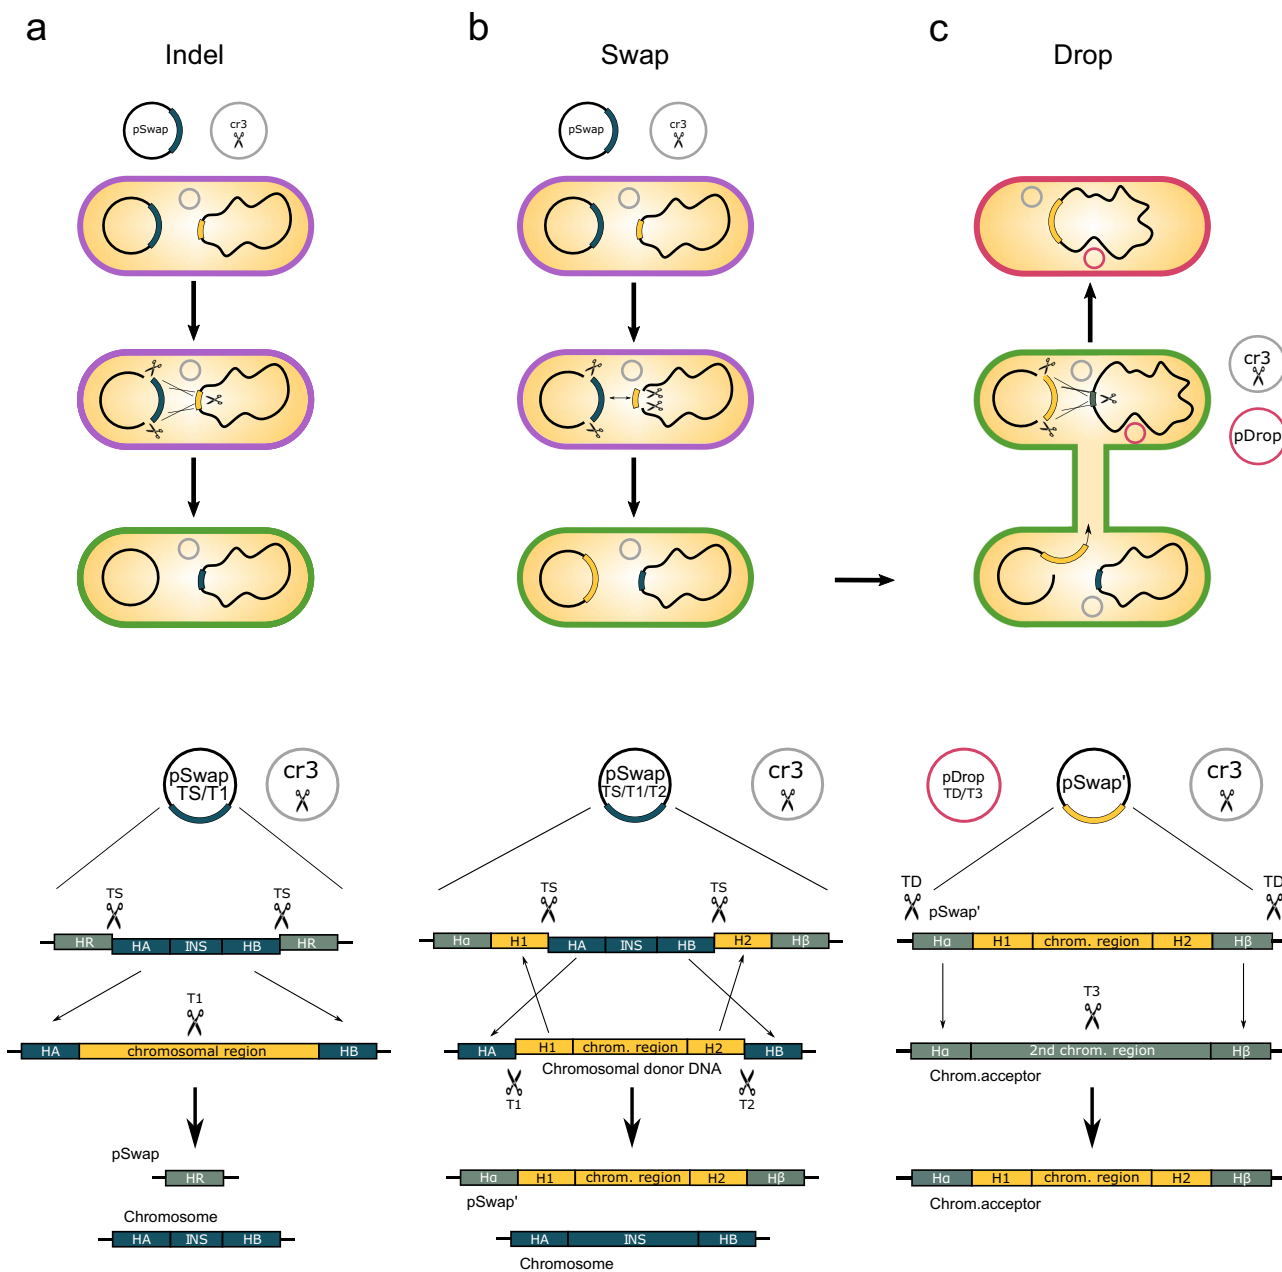 a
Indel
pSwap
cr3
pSwap
TS/T1
cr3
TS
TS
HR
HA
INS
HB
HR
T1
HA
chromosomal region
HB
pSwap
HR
Chromosome
HA
INS
HB
b
Swap
pSwap
cr3
pSwap
TS/T1/T2
cr3
TS
TS
Hα
H1
HA
INS
HB
H2
Hβ
HA
H1
chrom. region
H2
HB
Chromosomal donor DNA
T1
T2
Hα
H1
chrom. region
H2
Hβ
pSwap'
HA
INS
HB
Chromosome
c
Drop
cr3
pDrop
pDrop
TD/T3
pSwap'
cr3
TD
TD
pSwap'
Hα
H1
chrom. region
H2
Hβ
T3
Hα
2nd chrom. region
Hβ
Chrom.acceptor
Hα
H1
chrom. region
H2
Hβ
Chrom.acceptor